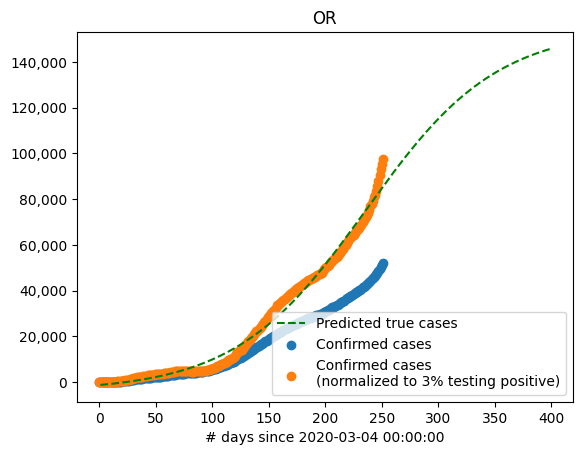 OR
140,000
120,000
100,000
80,000
60,000
40,000
20,000
0
Predicted true cases
Confirmed cases
Confirmed cases
(normalized to 3% testing positive)
0 50 100 150 200 250 300 350 400
# days since 2020-03-04 00:00:00